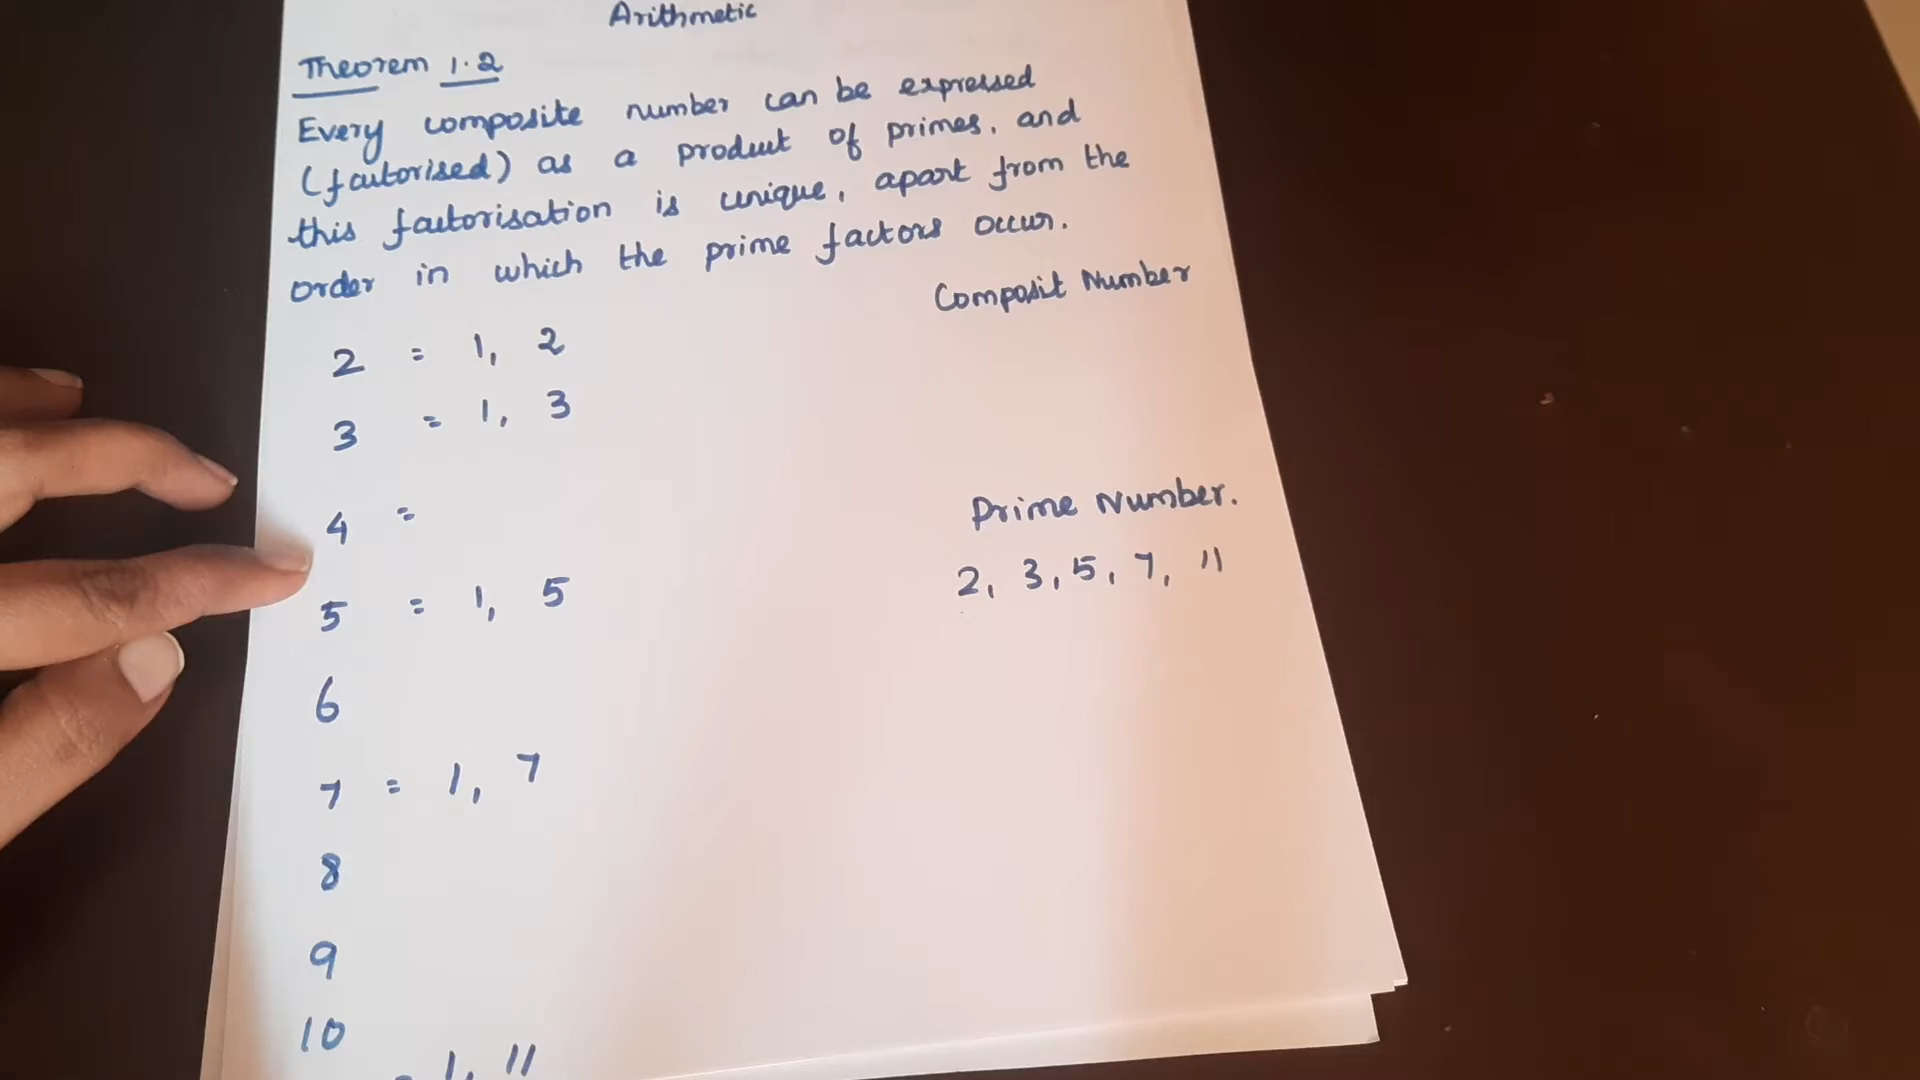 Arithmetic
Theorem 1.2
Every composite number can be expressed
(factorised) as a product of primes, and
this factorisation is unique, apart from the
order in which the prime factors occur.
Composit Number
2 = 1, 2
3 = 1, 3
4 =
Prime Number.
2, 3, 5, 7, 11
5 = 1, 5
6
7 = 1, 7
8
9
10
= 1, 11